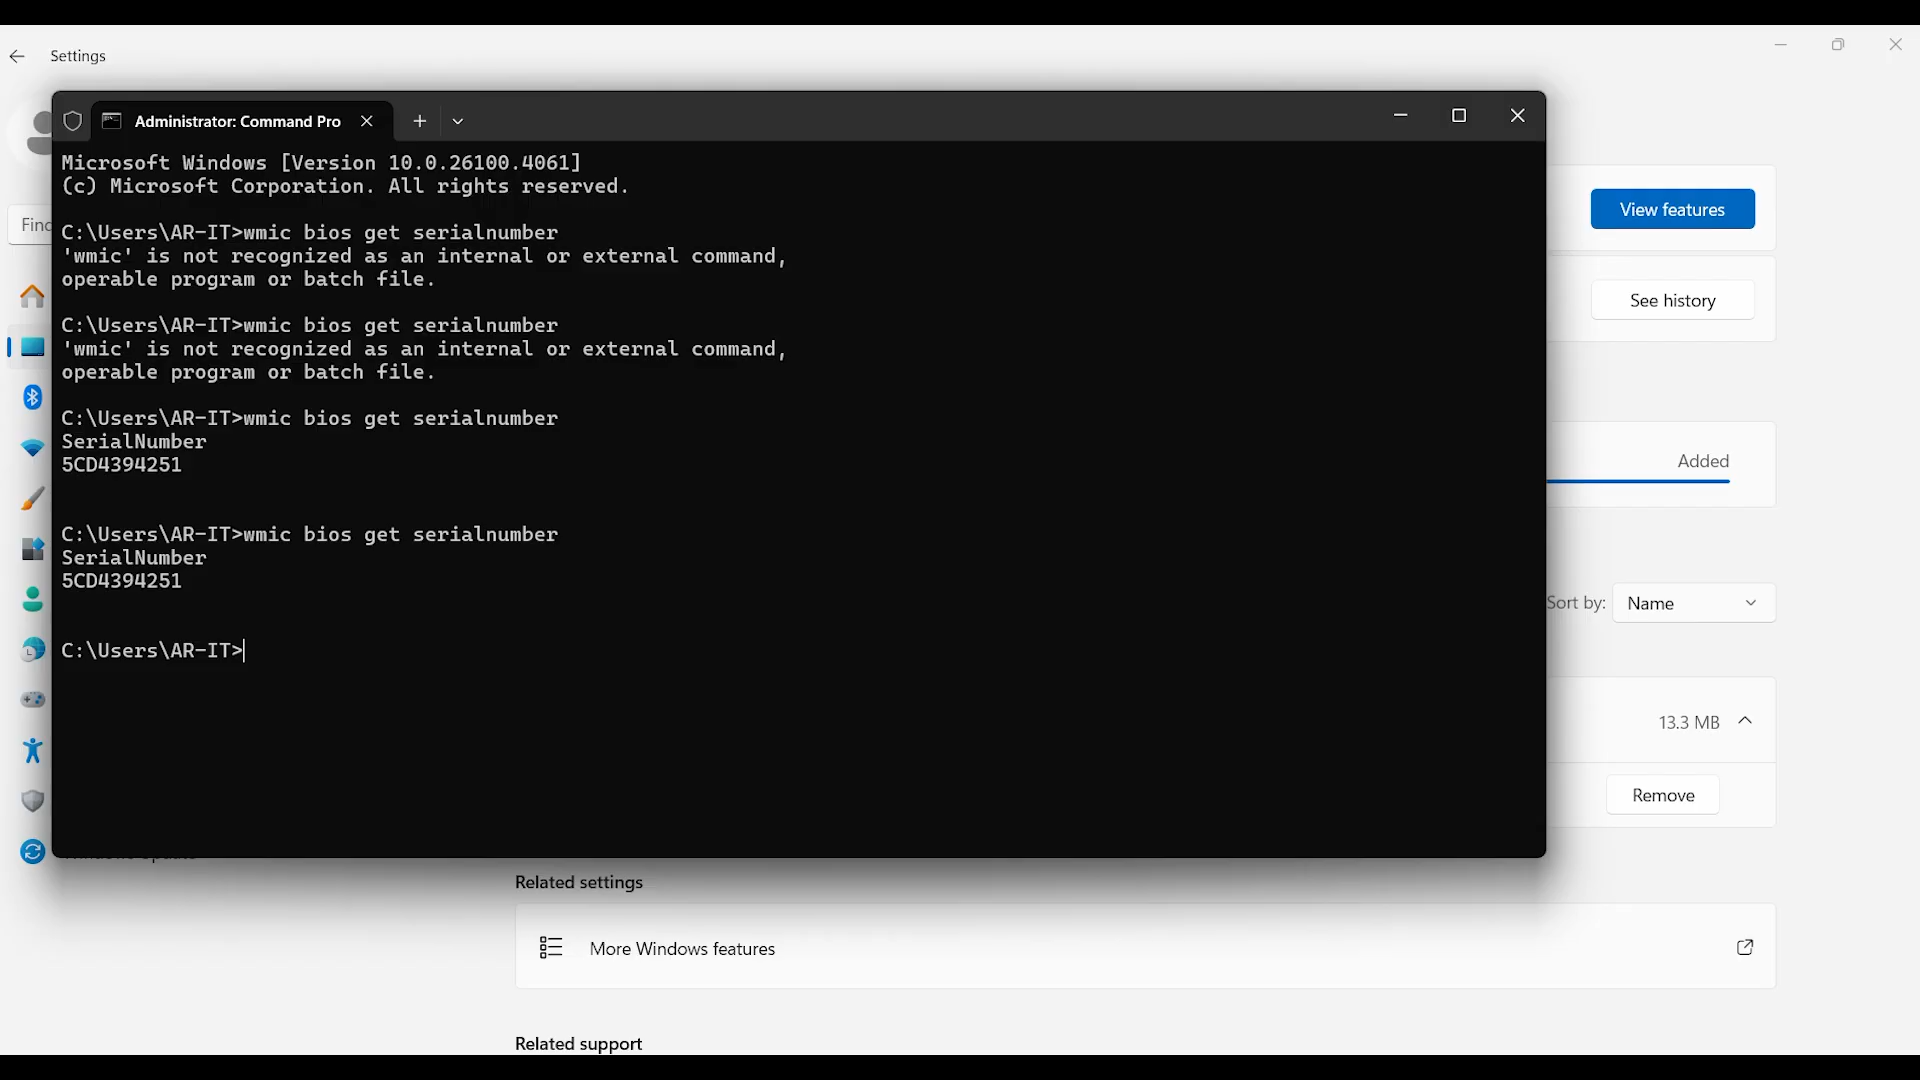 Settings
Administrator: Command Pro
Microsoft Windows [Version 10.0.26100.4061]
(c) Microsoft Corporation. All rights reserved.
C:\Users\AR-IT>wmic bios get serialnumber
'wmic' is not recognized as an internal or external command,
operable program or batch file.
C:\Users\AR-IT>wmic bios get serialnumber
'wmic' is not recognized as an internal or external command,
operable program or batch file.
C:\Users\AR-IT>wmic bios get serialnumber
SerialNumber
5CD4394251
C:\Users\AR-IT>wmic bios get serialnumber
SerialNumber
5CD4394251
C:\Users\AR-IT>
Find
View features
See history
Added
Sort by: Name
13.3 MB
Remove
Related settings
More Windows features
Related support